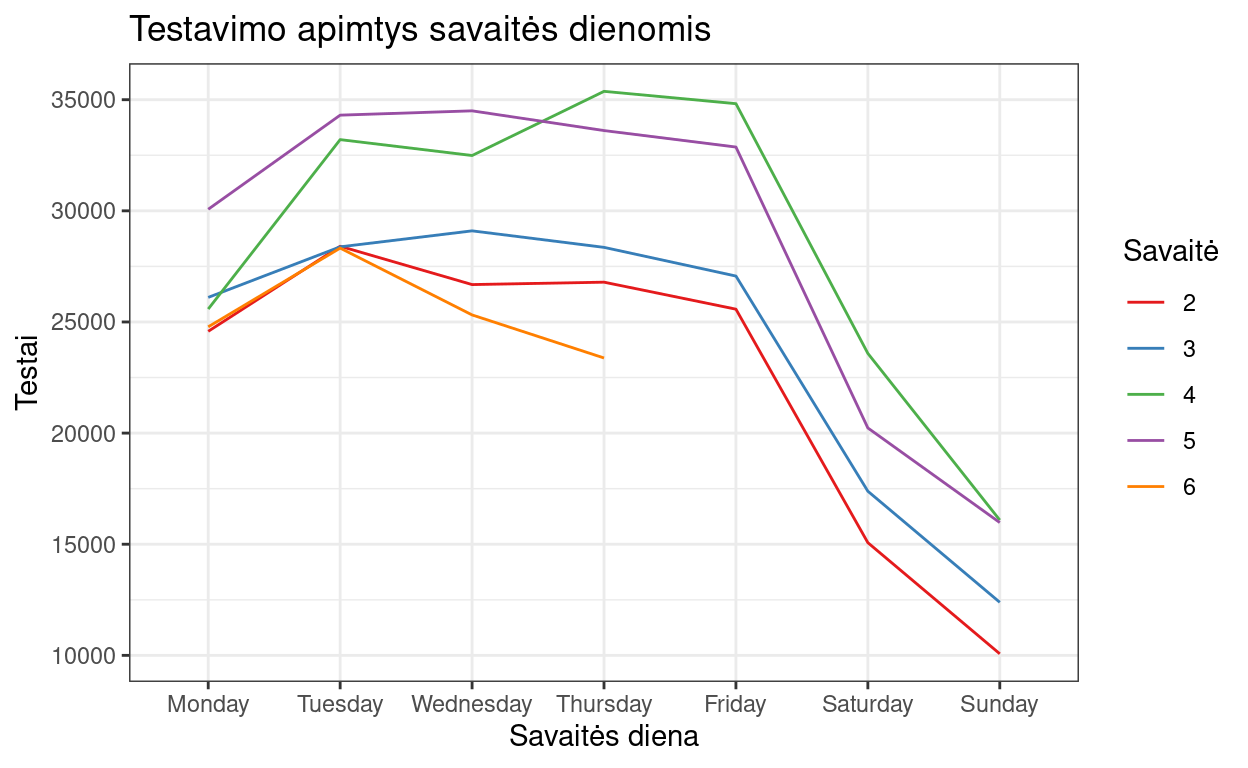 Testavimo apimtys savaitės dienomis
Testai
35000
30000
25000
20000
15000
10000
Monday Tuesday Wednesday Thursday Friday Saturday Sunday
Savaitės diena
Savaitė
2
3
4
5
6